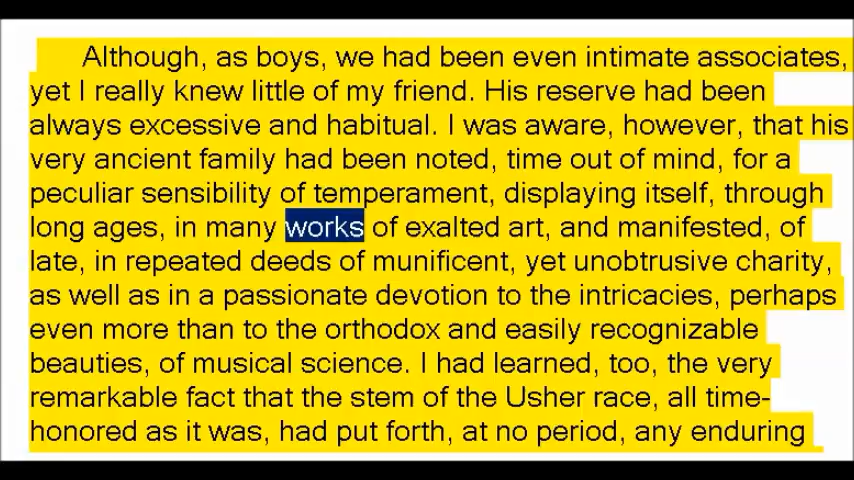 Although, as boys, we had been even intimate associates,
yet I really knew little of my friend. His reserve had been
always excessive and habitual. I was aware, however, that his
very ancient family had been noted, time out of mind, for a
peculiar sensibility of temperament, displaying itself, through
long ages, in many works of exalted art, and manifested, of
late, in repeated deeds of munificent, yet unobtrusive charity,
as well as in a passionate devotion to the intricacies, perhaps
even more than to the orthodox and easily recognizable
beauties, of musical science. I had learned, too, the very
remarkable fact that the stem of the Usher race, all time-
honored as it was, had put forth, at no period, any enduring